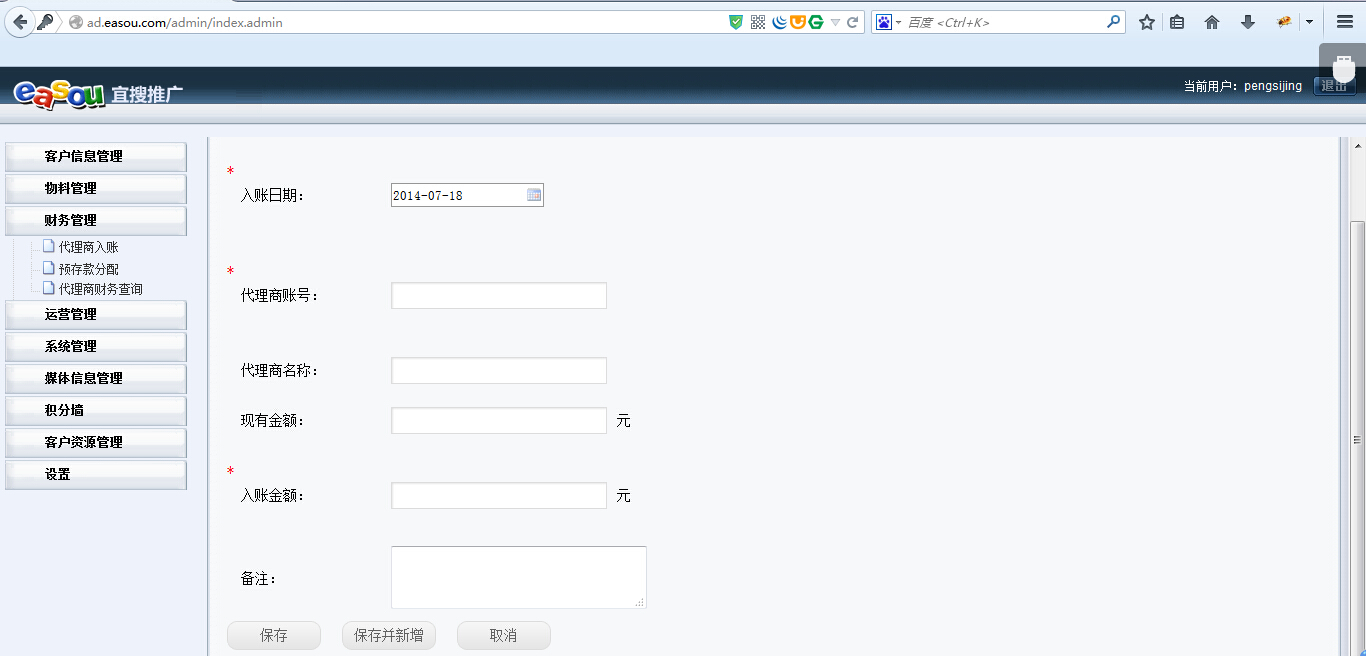 ad.easou.com/admin/index.admin
百度 <Ctrl+K>
easou 宜搜推广
当前用户: pengsijing
退出
客户信息管理
物料管理
财务管理
代理商入账
预存款分配
代理商财务查询
运营管理
系统管理
媒体信息管理
积分墙
客户资源管理
设置
*
入账日期: 2014-07-18
*
代理商账号:
代理商名称:
现有金额: 元
*
入账金额: 元
备注:
保存 保存并新增 取消